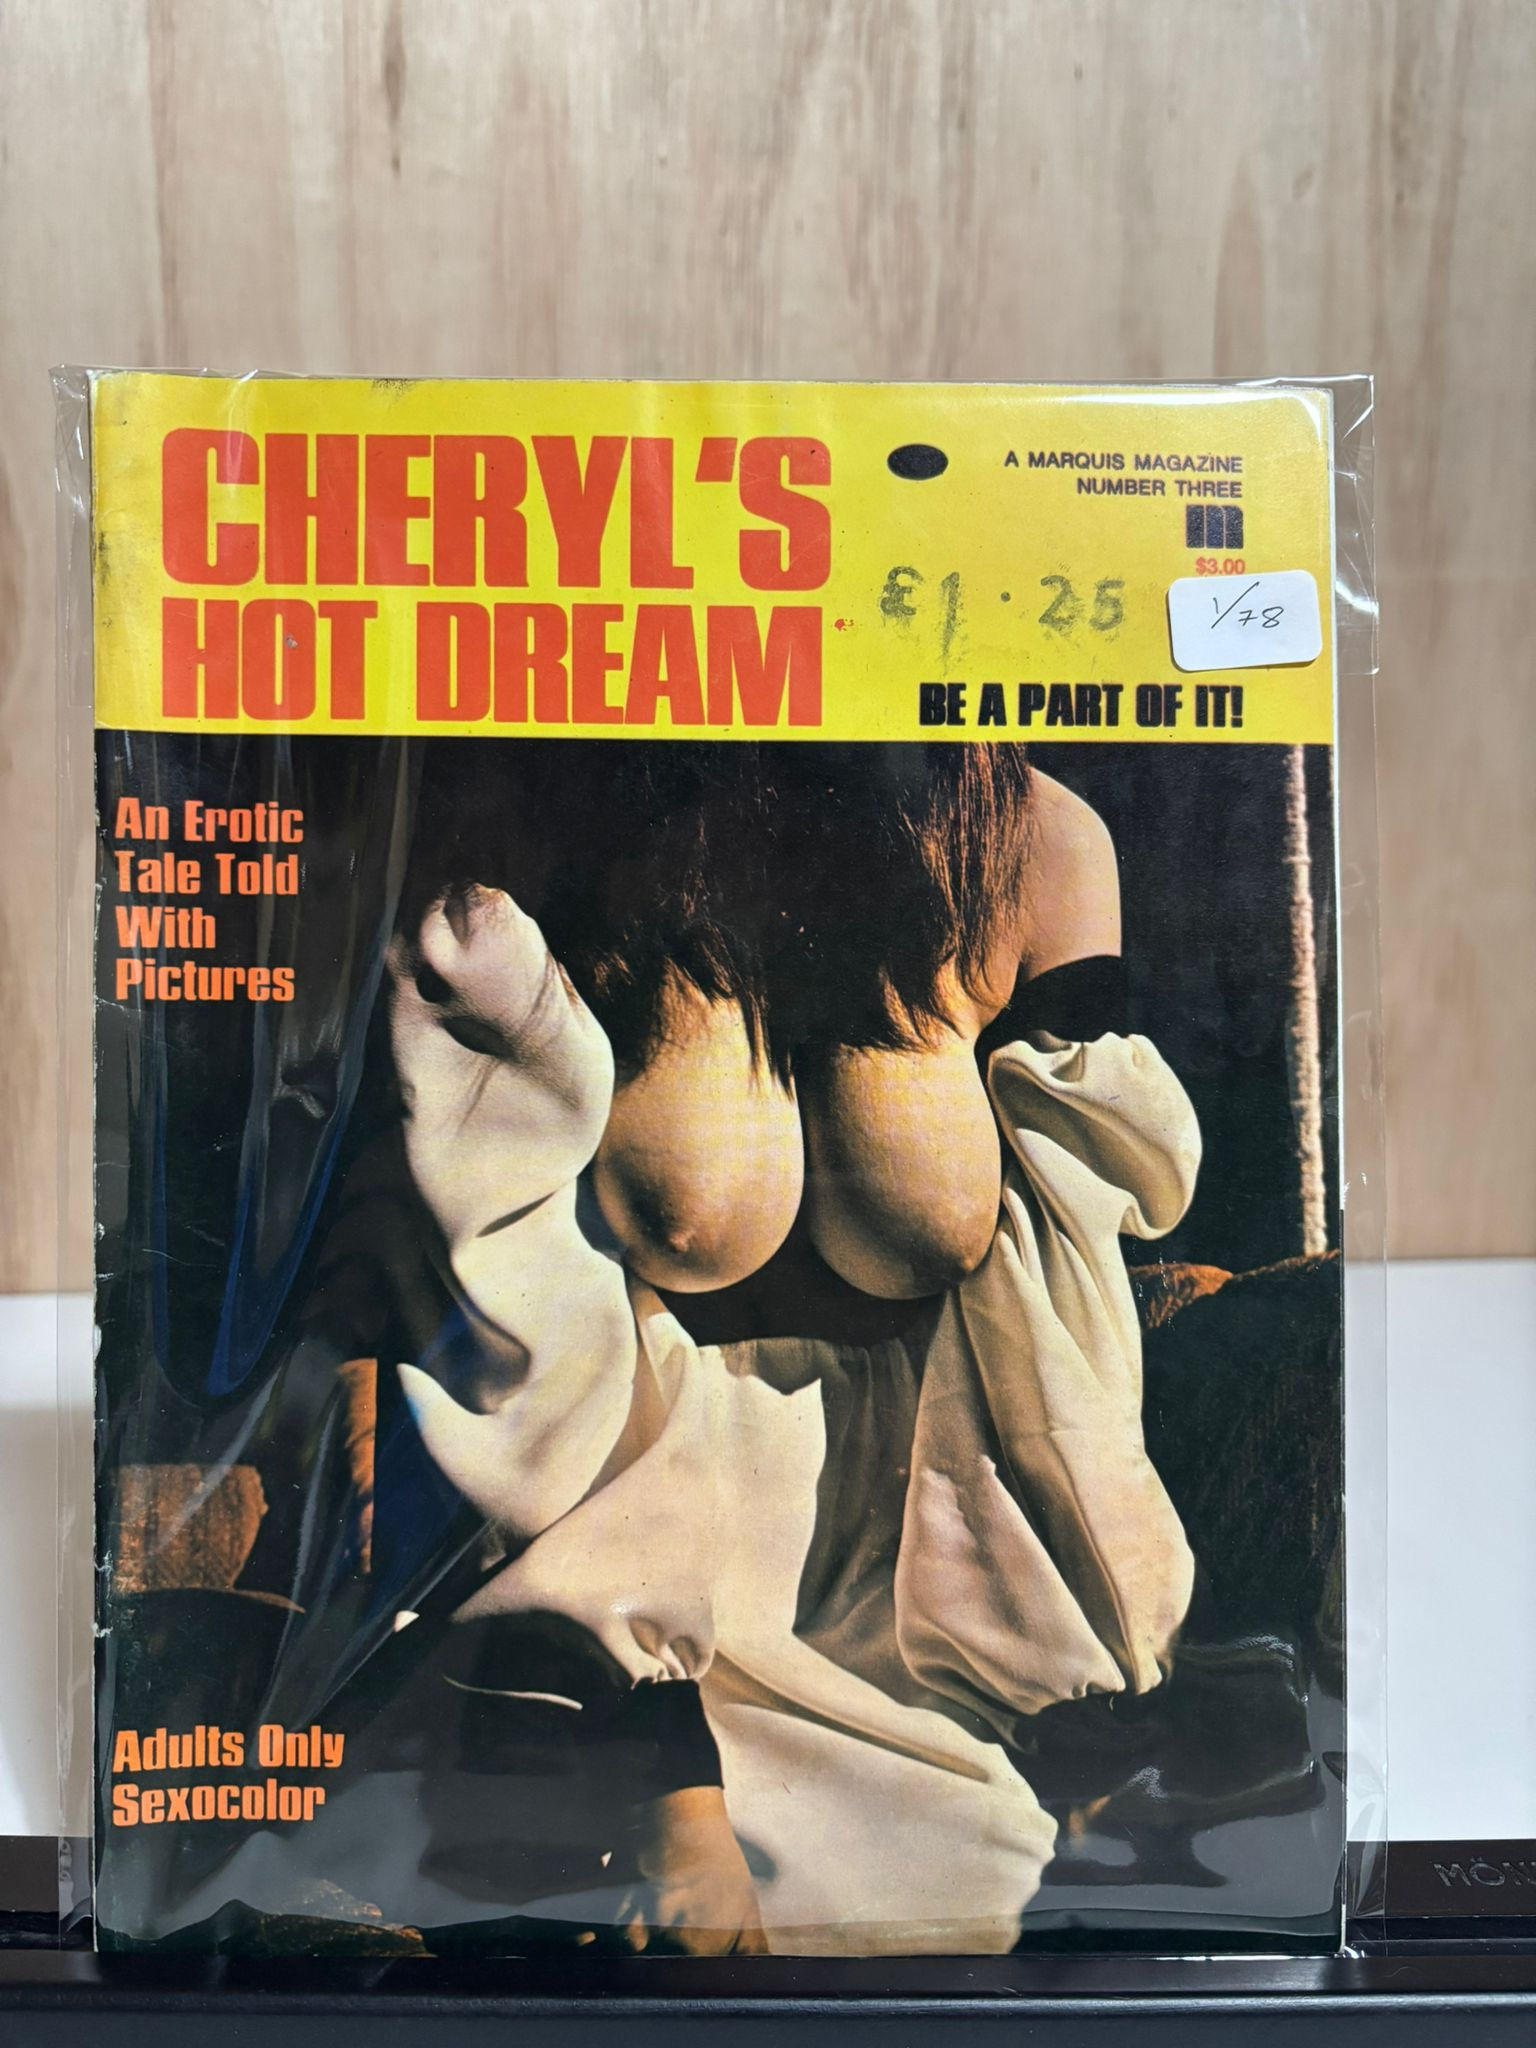 CHERYL'S
HOT DREAM
A MARQUIS MAGAZINE
NUMBER THREE
m
$3.00
£1.25
1/78
BE A PART OF IT!
An Erotic
Tale Told
With
Pictures
Adults Only
Sexocolor